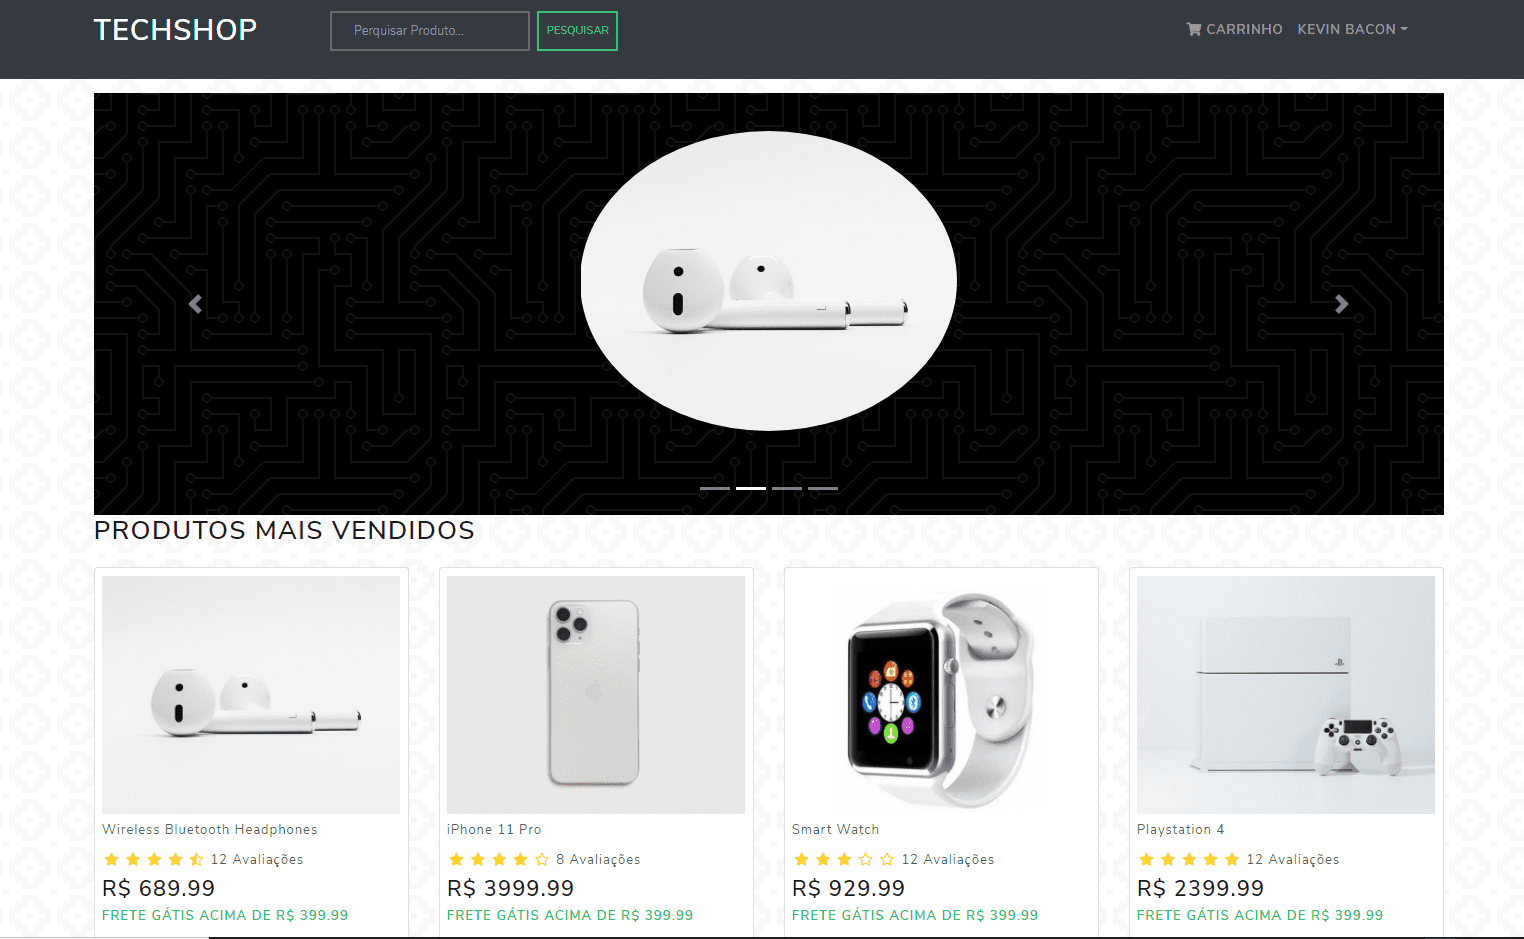 TECHSHOP
Perquisar Produto...
PESQUISAR
CARRINHO
KEVIN BACON
PRODUTOS MAIS VENDIDOS
Wireless Bluetooth Headphones
12 Avaliações
R$ 689.99
FRETE GÁTIS ACIMA DE R$ 399.99
iPhone 11 Pro
8 Avaliações
R$ 3999.99
FRETE GÁTIS ACIMA DE R$ 399.99
Smart Watch
12 Avaliações
R$ 929.99
FRETE GÁTIS ACIMA DE R$ 399.99
Playstation 4
12 Avaliações
R$ 2399.99
FRETE GÁTIS ACIMA DE R$ 399.99